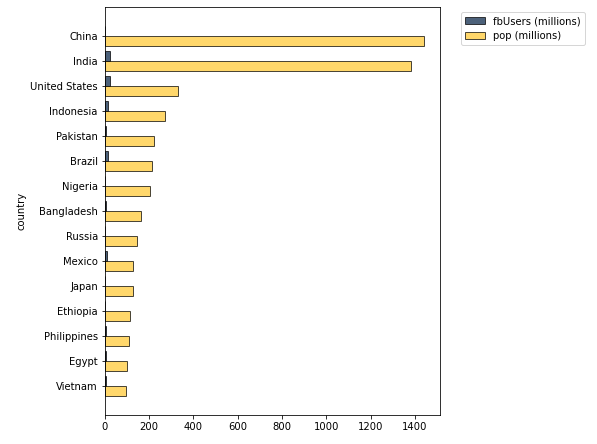 fbUsers (millions)
pop (millions)
country
China
India
United States
Indonesia
Pakistan
Brazil
Nigeria
Bangladesh
Russia
Mexico
Japan
Ethiopia
Philippines
Egypt
Vietnam
0 200 400 600 800 1000 1200 1400